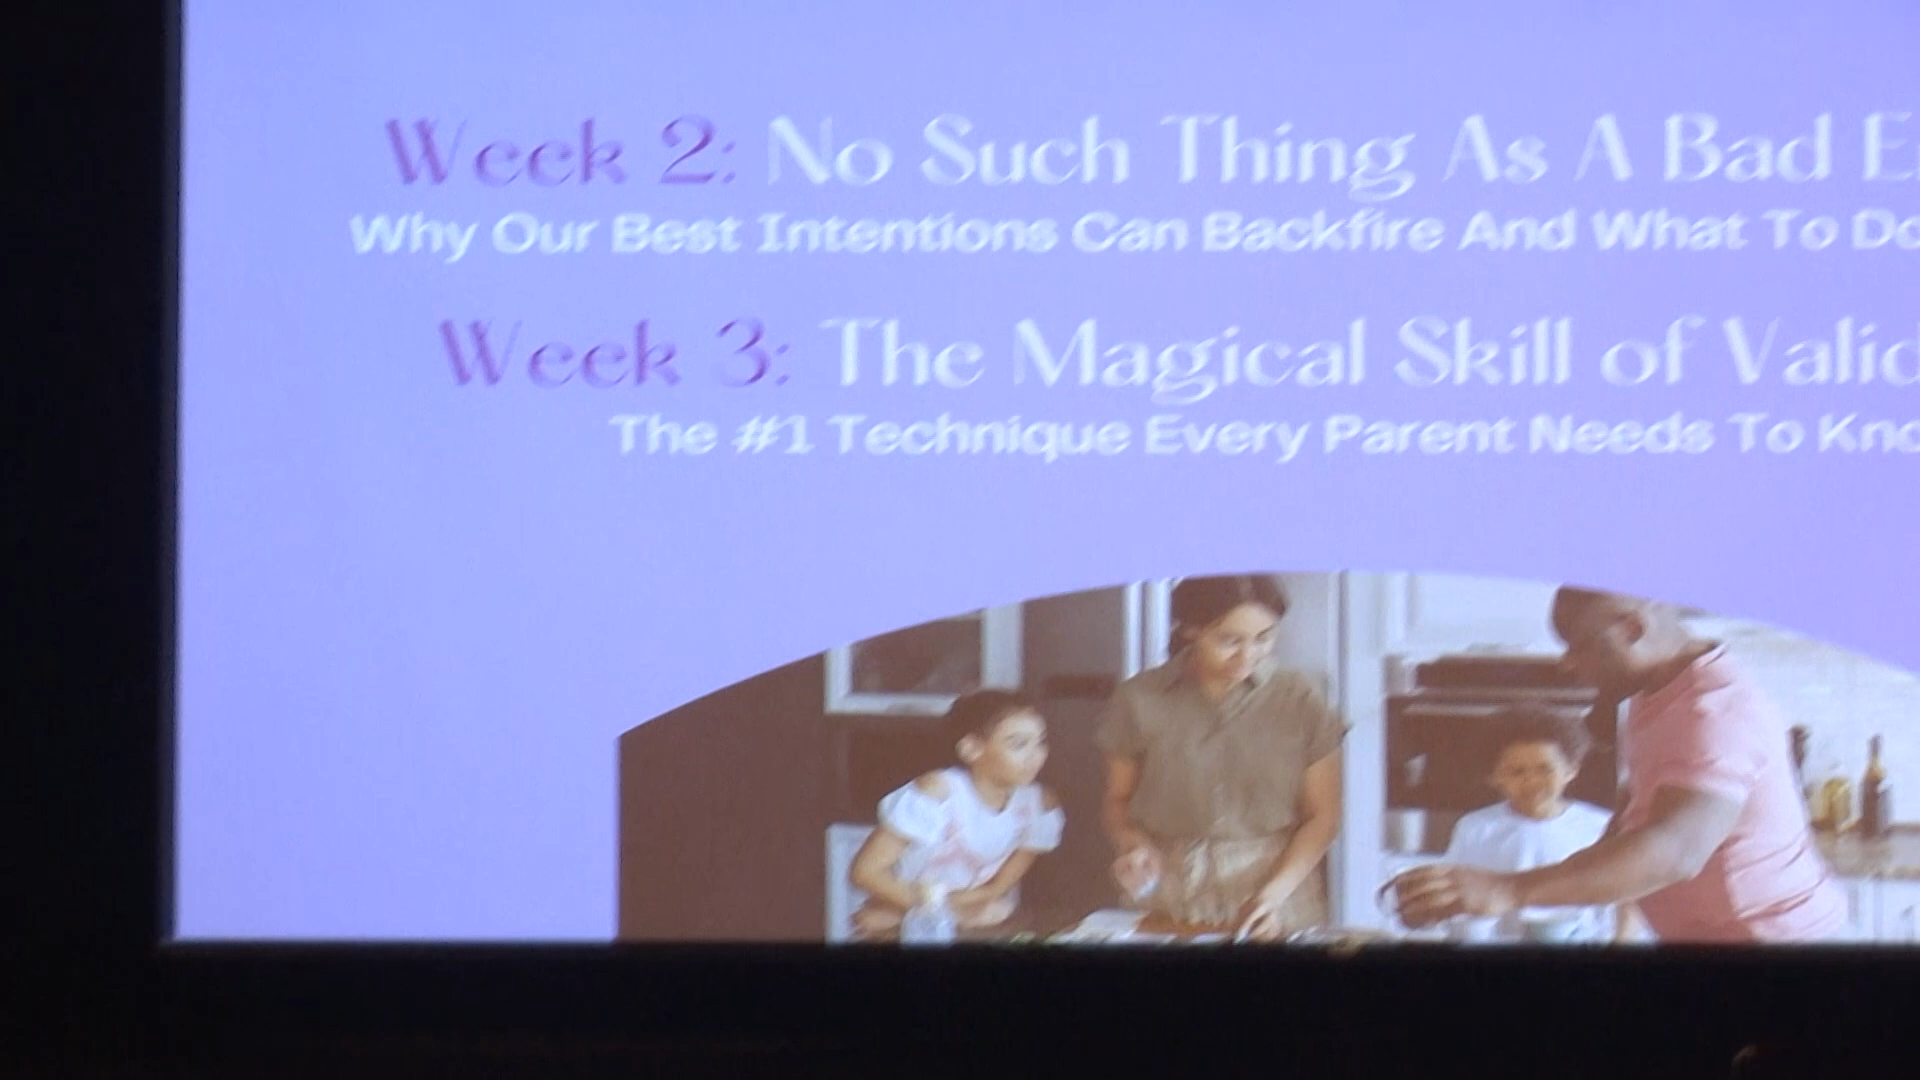 Week 2: No Such Thing As A Bad
Why Our Best Intentions Can Backfire And What To Do
Week 3: The Magical Skill of
The #1 Technique Every Parent Needs To